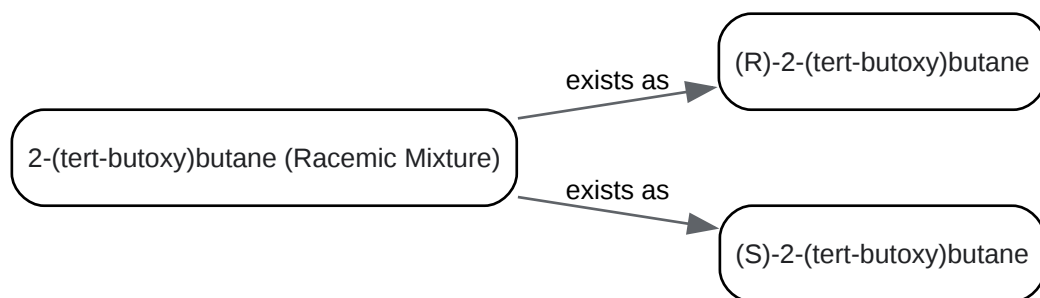 (R)-2-(tert-butoxy)butane
exists as
2-(tert-butoxy)butane (Racemic Mixture)
exists as
(S)-2-(tert-butoxy)butane